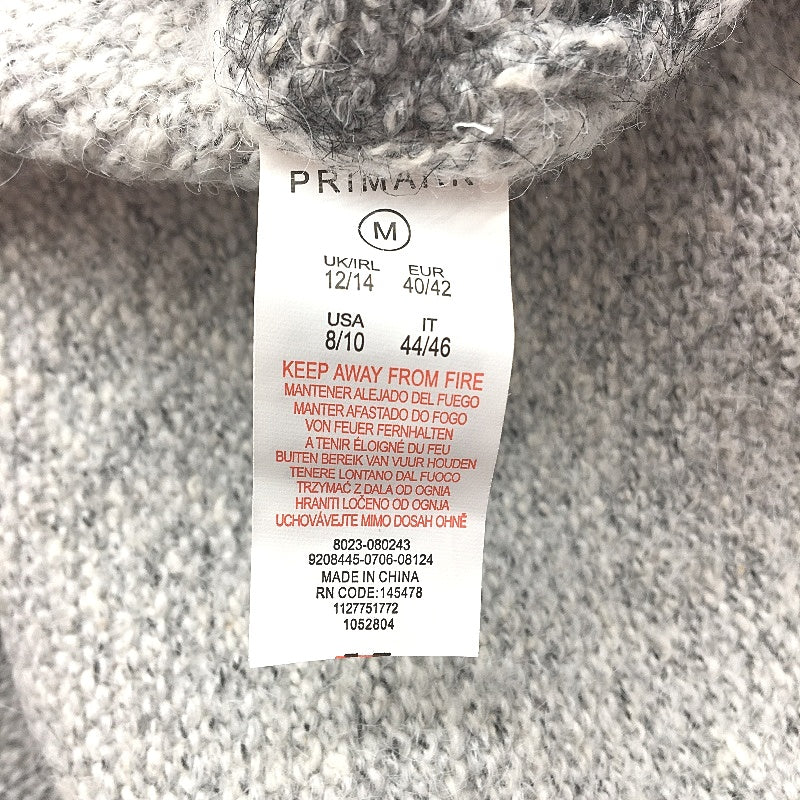 PRIMARK
M
UK/IRL EUR
12/14 40/42
USA IT
8/10 44/46
KEEP AWAY FROM FIRE
MANTENER ALEJADO DEL FUEGO
MANTER AFASTADO DO FOGO
VON FEUER FERNHALTEN
A TENIR ÉLOIGNÉ DU FEU
BUITEN BEREIK VAN VUUR HOUDEN
TENERE LONTANO DAL FUOCO
TRZYMAĆ Z DALA OD OGNIA
HRANITI LOČENO OD OGNJA
UCHOVÁVEJTE MIMO DOSAH OHNĚ
8023-080243
9208445-0706-08124
MADE IN CHINA
RN CODE:145478
1127751772
1052804